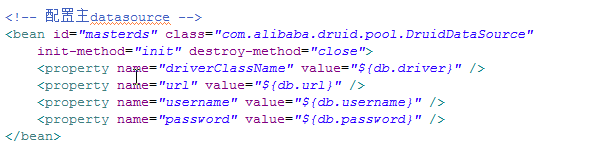 <!-- 配置主datasource -->
<bean id="masterds" class="com.alibaba.druid.pool.DruidDataSource"
init-method="init" destroy-method="close">
<property name="driverClassName" value="${db.driver}" />
<property name="url" value="${db.url}" />
<property name="username" value="${db.username}" />
<property name="password" value="${db.password}" />
</bean>